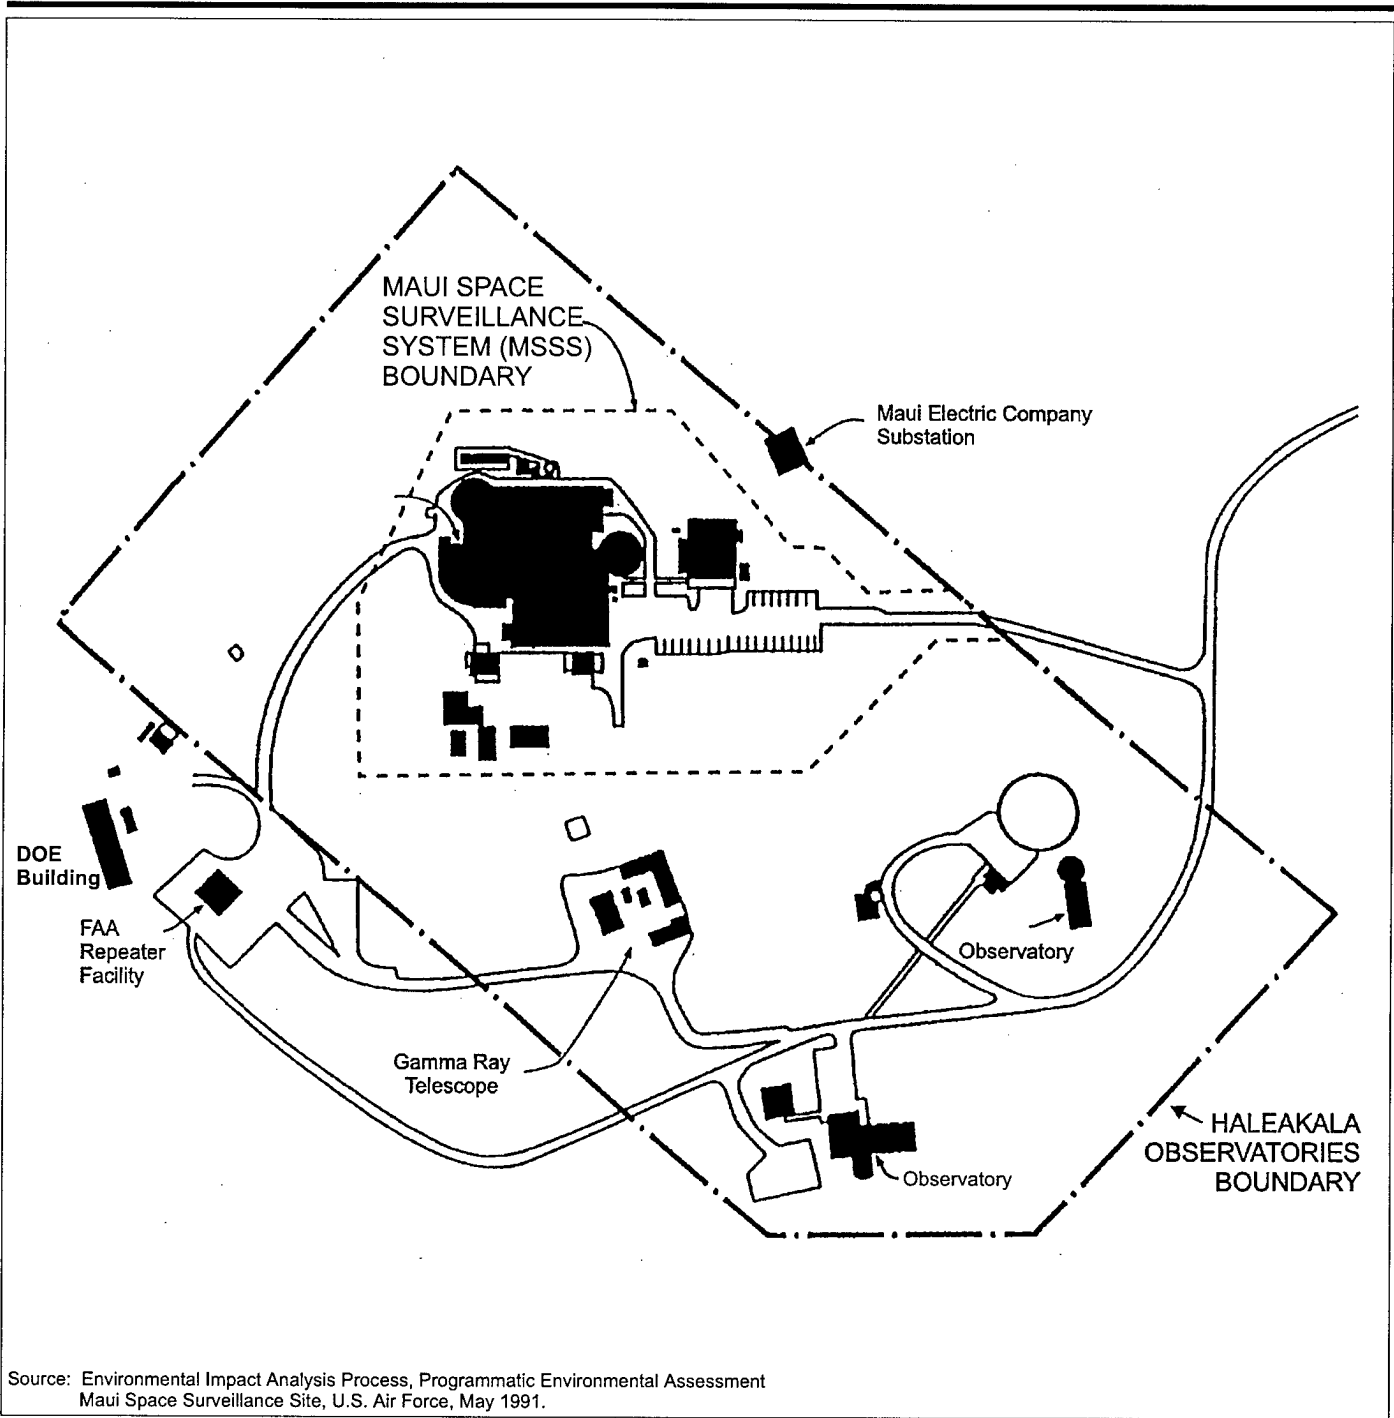 MAUI SPACE
SURVEILLANCE
SYSTEM (MSSS)
BOUNDARY
Maui Electric Company
Substation
DOE
Building
FAA
Repeater
Facility
Observatory
Gamma Ray
Telescope
HALEAKALA
OBSERVATORIES
BOUNDARY
Observatory
Source: Environmental Impact Analysis Process, Programmatic Environmental Assessment
Maui Space Surveillance Site, U.S. Air Force, May 1991.